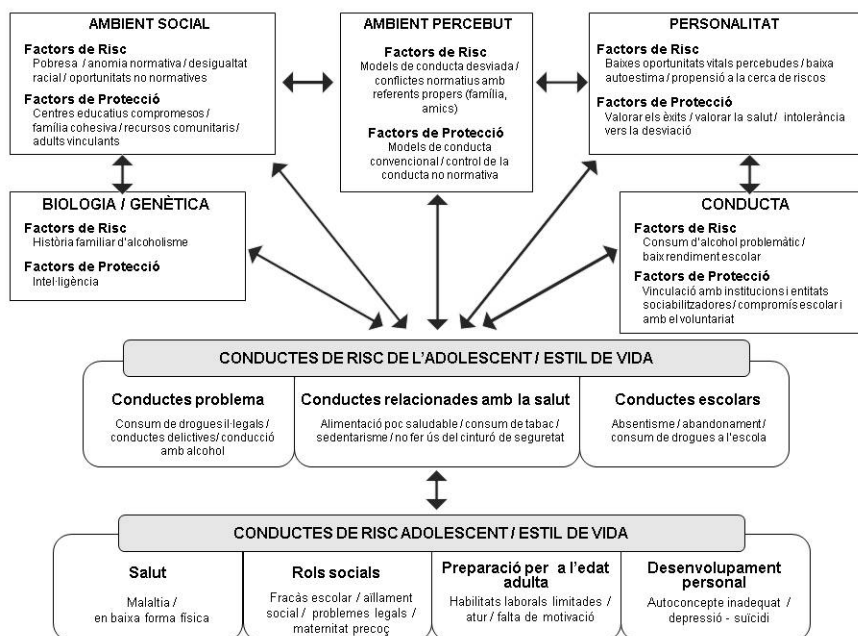 AMBIENT SOCIAL
Factors de Risc
Pobresa / anomia normativa / desigualtat
racial / oportunitats no normatives
Factors de Protecció
Centres educatius compromesos /
família cohesiva / recursos comunitaris /
adults vinculants
AMBIENT PERCEBUT
Factors de Risc
Models de conducta desviada /
conflictes normatius amb
referents propers (família,
amics)
Factors de Protecció
Models de conducta
convencional / control de la
conducta no normativa
PERSONALITAT
Factors de Risc
Baixes oportunitats vitals percebudes / baixa
autoestima / propensió a la cerca de riscos
Factors de Protecció
Valorar els èxits / valorar la salut / intolerància
vers la desviació
BIOLOGIA / GENÈTICA
Factors de Risc
Història familiar d'alcoholisme
Factors de Protecció
Intel·ligència
CONDUCTA
Factors de Risc
Consum d'alcohol problemàtic /
baix rendiment escolar
Factors de Protecció
Vinculació amb institucions i entitats
sociabilitzadores / compromís escolar i
amb el voluntariat
CONDUCTES DE RISC DE L'ADOLESCENT / ESTIL DE VIDA
Conductes problema
Consum de drogues il·legals /
conductes delictives / conducció
amb alcohol
Conductes relacionades amb la salut
Alimentació poc saludable / consum de tabac /
sedentarisme / no fer ús del cinturó de seguretat
Conductes escolars
Absentisme / abandonament /
consum de drogues a l'escola
CONDUCTES DE RISC ADOLESCENT / ESTIL DE VIDA
Salut
Malaltia /
en baixa forma física
Rols socials
Fracàs escolar / aïllament
social / problemes legals /
maternitat precoç
Preparació per a l'edat
adulta
Habilitats laborals limitades /
atur / falta de motivació
Desenvolupament
personal
Autoconcepte inadequat /
depressió - suïcidi